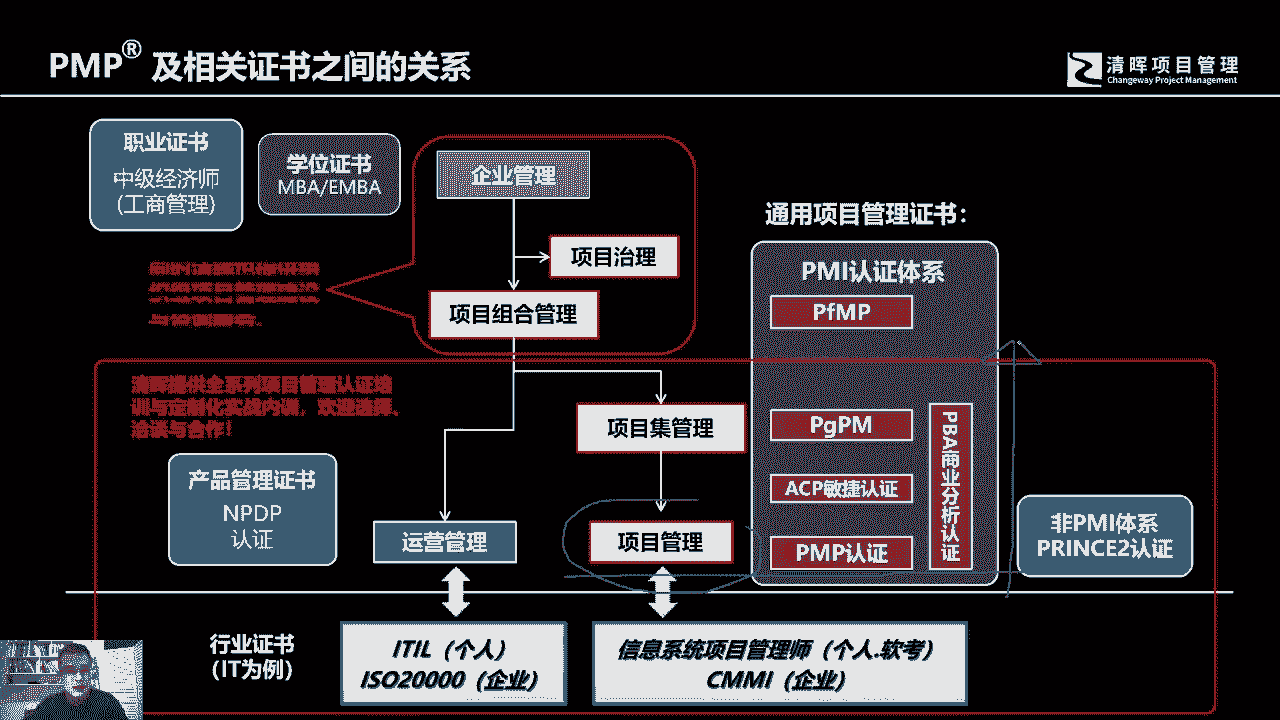 PMP® 及相关证书之间的关系
清晖项目管理
Changeway Project Management
职业证书
中级经济师
(工商管理)
学位证书
MBA/EMBA
企业管理
项目治理
项目组合管理
通用项目管理证书：
PMI认证体系
PfMP
清晖提供全系列项目管理认证培
训与定制化实战内训，欢迎选择、
洽谈与合作！
项目集管理
PgPM
ACP敏捷认证
PMP认证
PBA商业分析认证
产品管理证书
NPDP
认证
运营管理
项目管理
非PMI体系
PRINCE2认证
行业证书
(IT为例)
ITIL（个人）
ISO20000（企业）
信息系统项目管理师（个人.软考）
CMMI（企业）